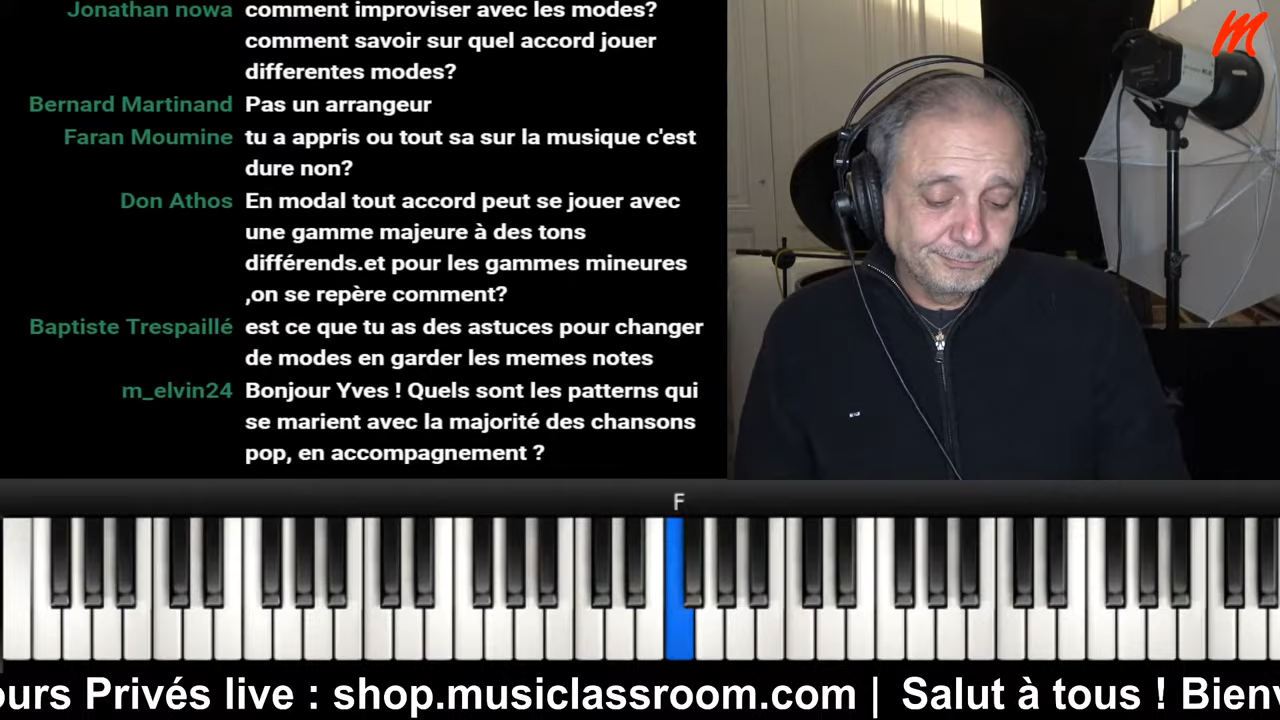 Jonathan nowa comment improviser avec les modes?
comment savoir sur quel accord jouer
differentes modes?
Bernard Martinand Pas un arrangeur
Faran Moumine tu a appris ou tout sa sur la musique c'est
dure non?
Don Athos En modal tout accord peut se jouer avec
une gamme majeure à des tons
différends.et pour les gammes mineures
,on se repère comment?
Baptiste Trespaillé est ce que tu as des astuces pour changer
de modes en garder les memes notes
m_elvin24 Bonjour Yves ! Quels sont les patterns qui
se marient avec la majorité des chansons
pop, en accompagnement ?
F
ours Privés live : shop.musiclassroom.com | Salut à tous ! Bienv